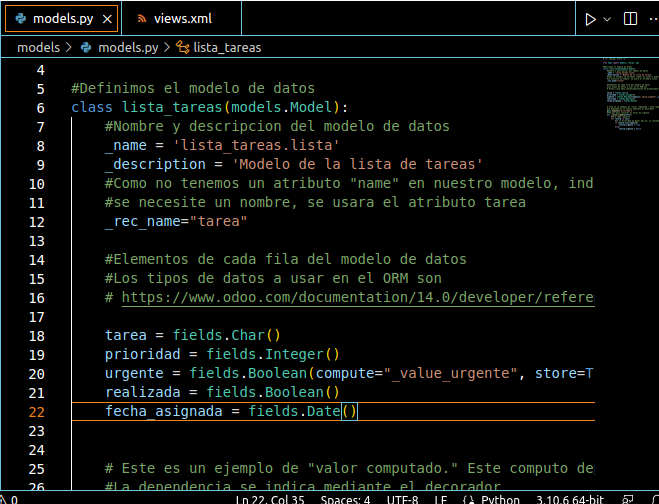 models.py
views.xml
models > models.py > lista_tareas
4
5 #Definimos el modelo de datos
6 class lista_tareas(models.Model):
7 #Nombre y descripcion del modelo de datos
8 _name = 'lista_tareas.lista'
9 _description = 'Modelo de la lista de tareas'
10 #Como no tenemos un atributo "name" en nuestro modelo, ind
11 #se necesite un nombre, se usara el atributo tarea
12 _rec_name="tarea"
13
14 #Elementos de cada fila del modelo de datos
15 #Los tipos de datos a usar en el ORM son
16 # https://www.odoo.com/documentation/14.0/developer/refere
17
18 tarea = fields.Char()
19 prioridad = fields.Integer()
20 urgente = fields.Boolean(compute="_value_urgente", store=T
21 realizada = fields.Boolean()
22 fecha_asignada = fields.Date()
23
24
25 # Este es un ejemplo de "valor computado." Este computo de
26 #La dependencia se indica mediante el decorador
0 Ln 22, Col 35 Spaces: 4 UTF-8 LF {} Python 3.10.6 64-bit